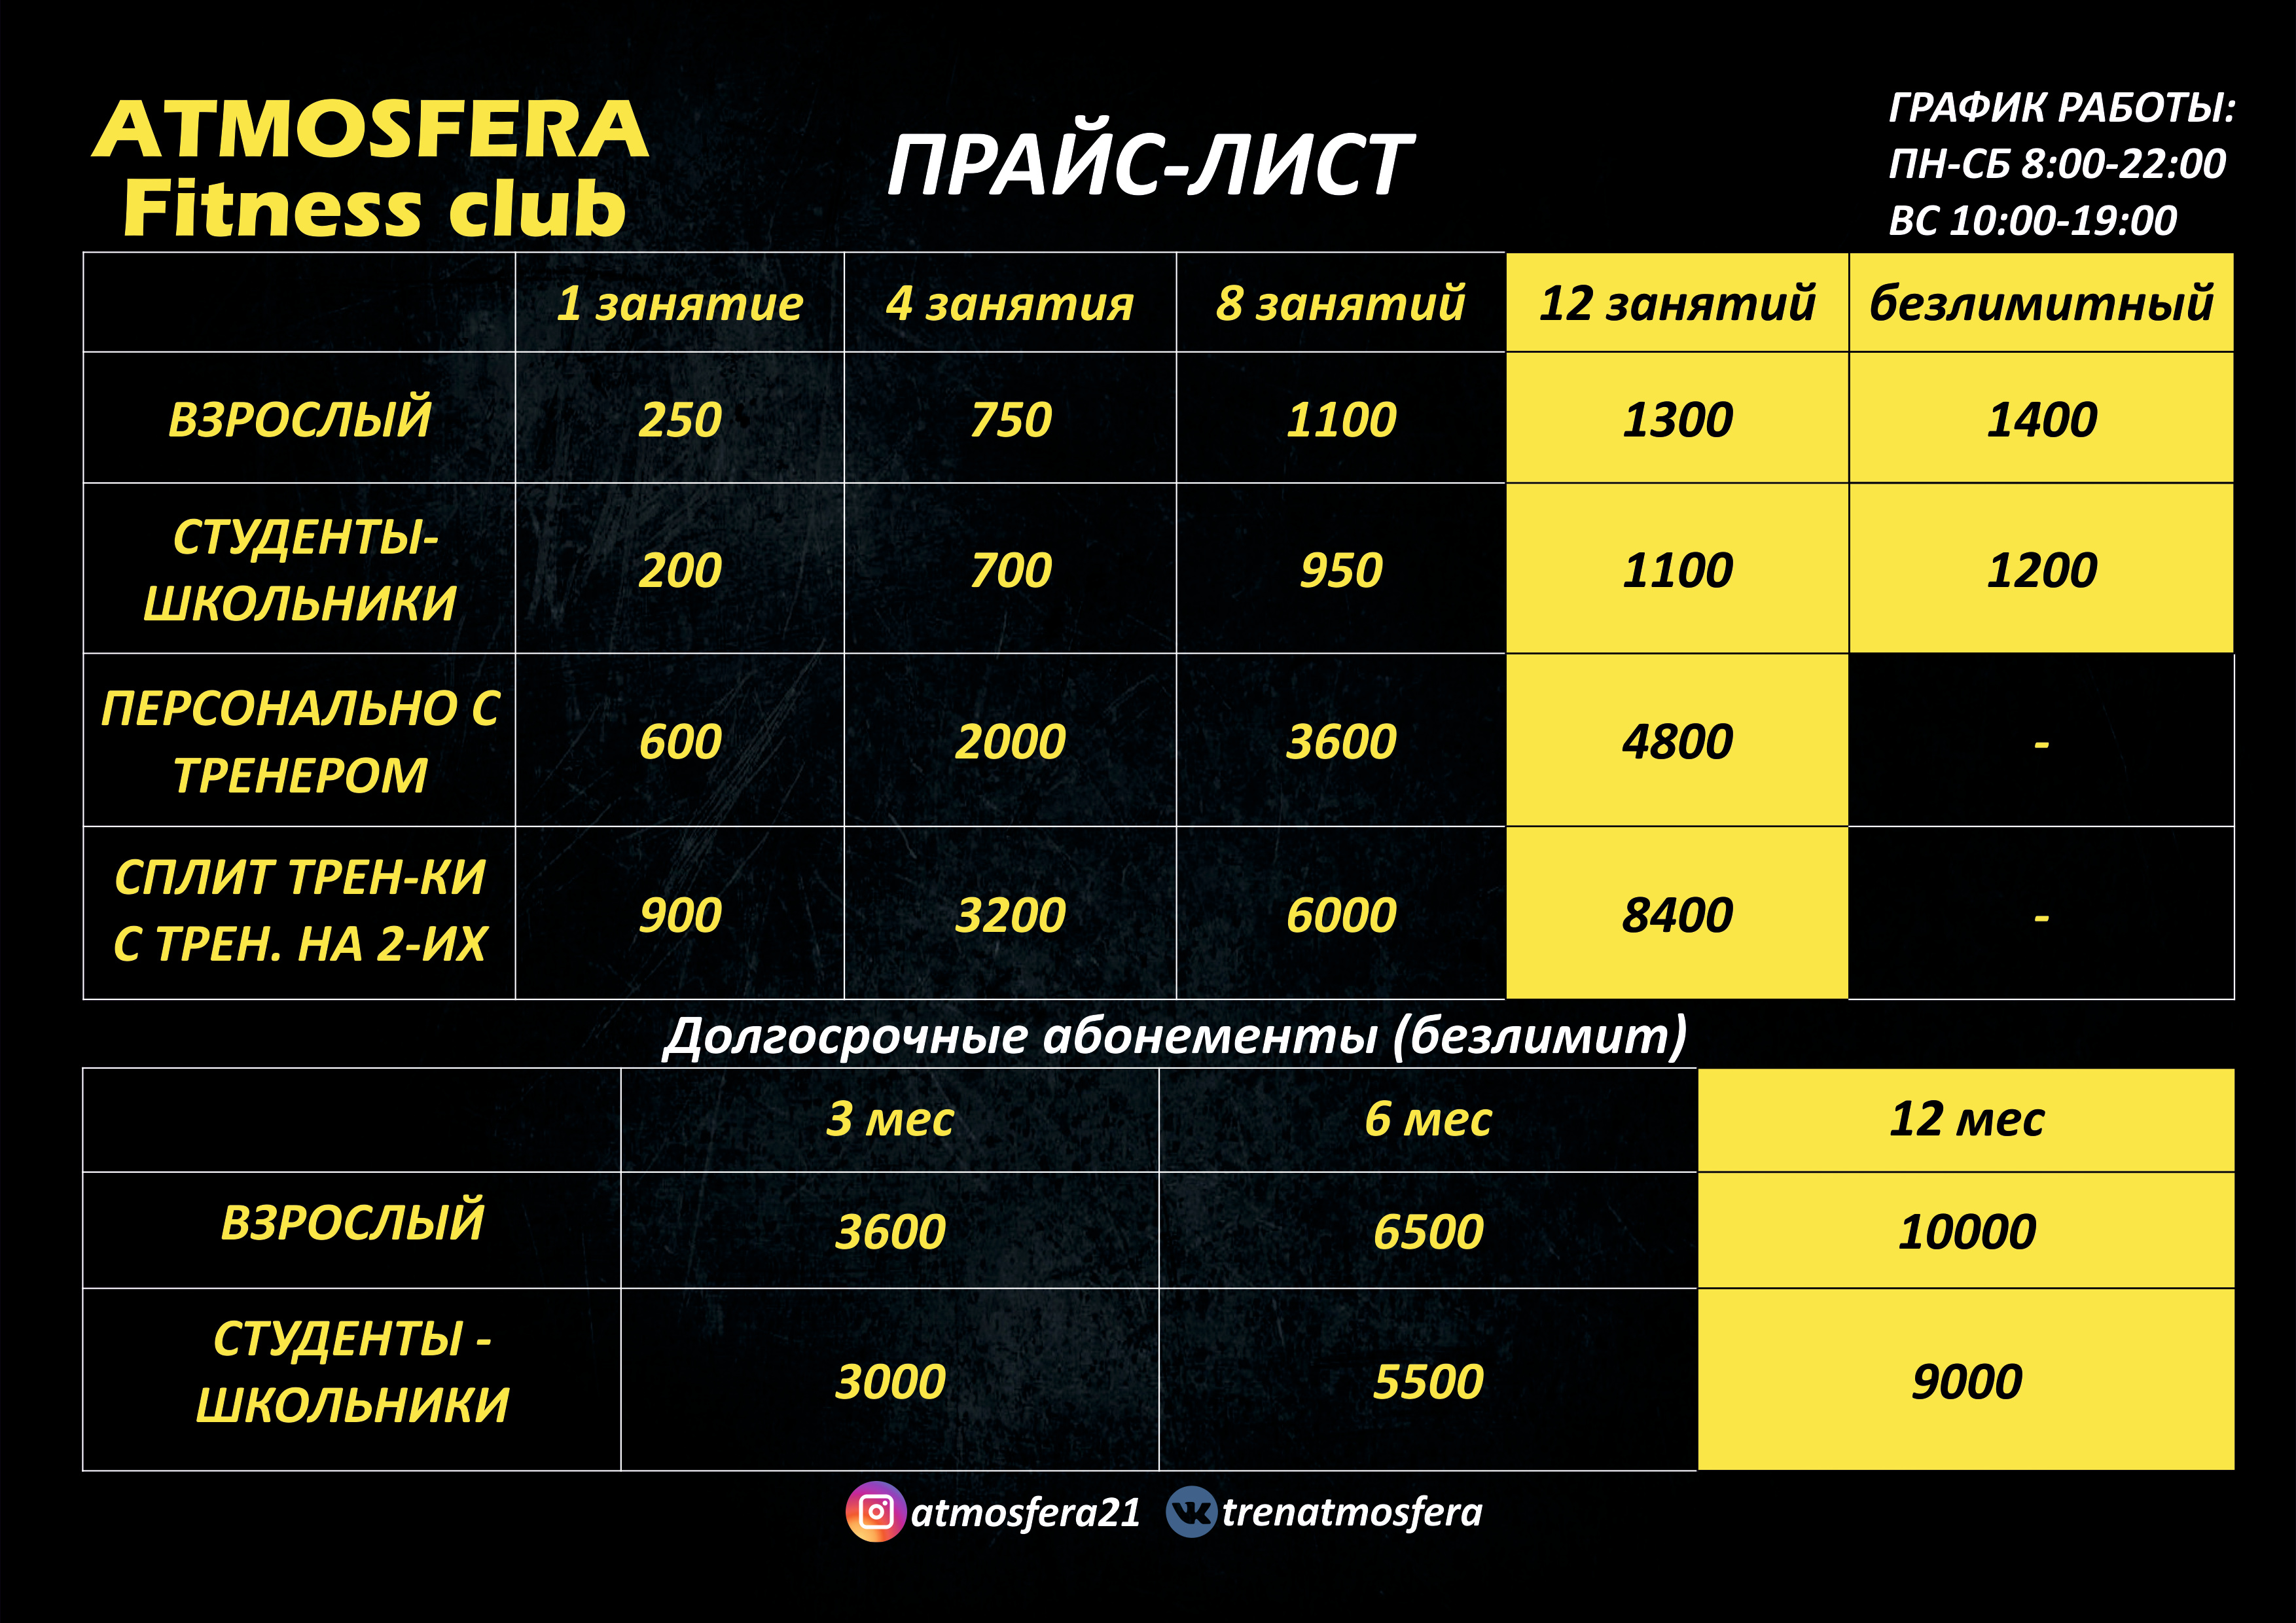 ATMOSFERA
Fitness club
ПРАЙС-ЛИСТ
ГРАФИК РАБОТЫ:
ПН-СБ 8:00-22:00
ВС 10:00-19:00
1 занятие 4 занятия 8 занятий 12 занятий безлимитный
ВЗРОСЛЫЙ 250 750 1100 1300 1400
СТУДЕНТЫ-
ШКОЛЬНИКИ 200 700 950 1100 1200
ПЕРСОНАЛЬНО С
ТРЕНЕРОМ 600 2000 3600 4800 -
СПЛИТ ТРЕН-КИ
С ТРЕН. НА 2-ИХ 900 3200 6000 8400 -
Долгосрочные абонементы (безлимит)
3 мес 6 мес 12 мес
ВЗРОСЛЫЙ 3600 6500 10000
СТУДЕНТЫ -
ШКОЛЬНИКИ 3000 5500 9000
atmosfera21 trenatmosfera